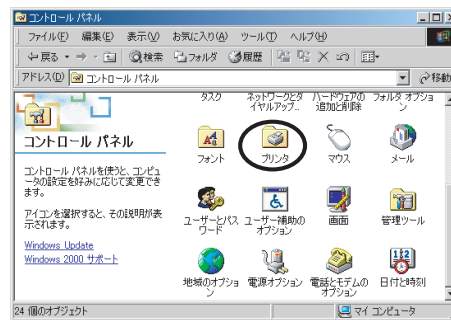 コントロール パネル
ファイル(F) 編集(E) 表示(V) お気に入り(A) ツール(T) ヘルプ(H)
戻る 検索 フォルダ 履歴
アドレス(D) コントロール パネル 移動
コントロール パネル
コントロール パネルを使うと、コンピュ
ータの設定を好みに応じて変更でき
ます。
アイコンを選択すると、その説明が表
示されます。
Windows Update
Windows 2000 サポート
タスク ネットワークとダ ハードウェアの フォルダ オプショ
イヤルアップ... 追加と削除 ン
フォント プリンタ マウス メール
ユーザーとパス ユーザー補助の 画面 管理ツール
ワード オプション
地域のオプショ 電源オプション 電話とモデムの 日付と時刻
ン オプション
24 個のオブジェクト マイ コンピュータ